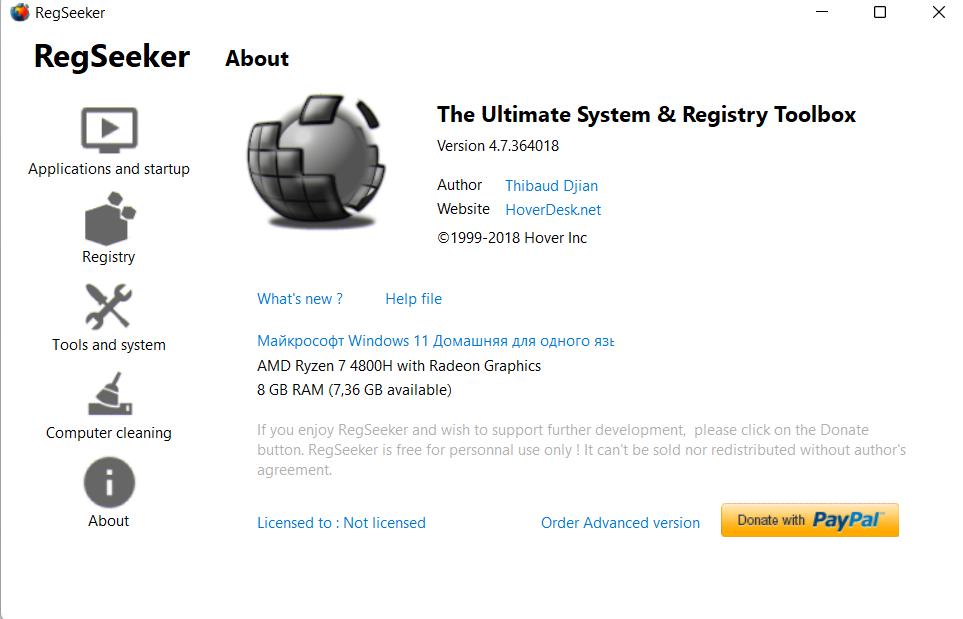 RegSeeker
RegSeeker
About
Applications and startup
Registry
Tools and system
Computer cleaning
About
The Ultimate System & Registry Toolbox
Version 4.7.364018
Author Thibaud Djian
Website HoverDesk.net
©1999-2018 Hover Inc
What's new ? Help file
Майкрософт Windows 11 Домашняя для одного язы
AMD Ryzen 7 4800H with Radeon Graphics
8 GB RAM (7,36 GB available)
If you enjoy RegSeeker and wish to support further development,  please click on the Donate
button. RegSeeker is free for personnal use only ! It can't be sold nor redistributed without author's
agreement.
Licensed to : Not licensed Order Advanced version Donate with PayPal™